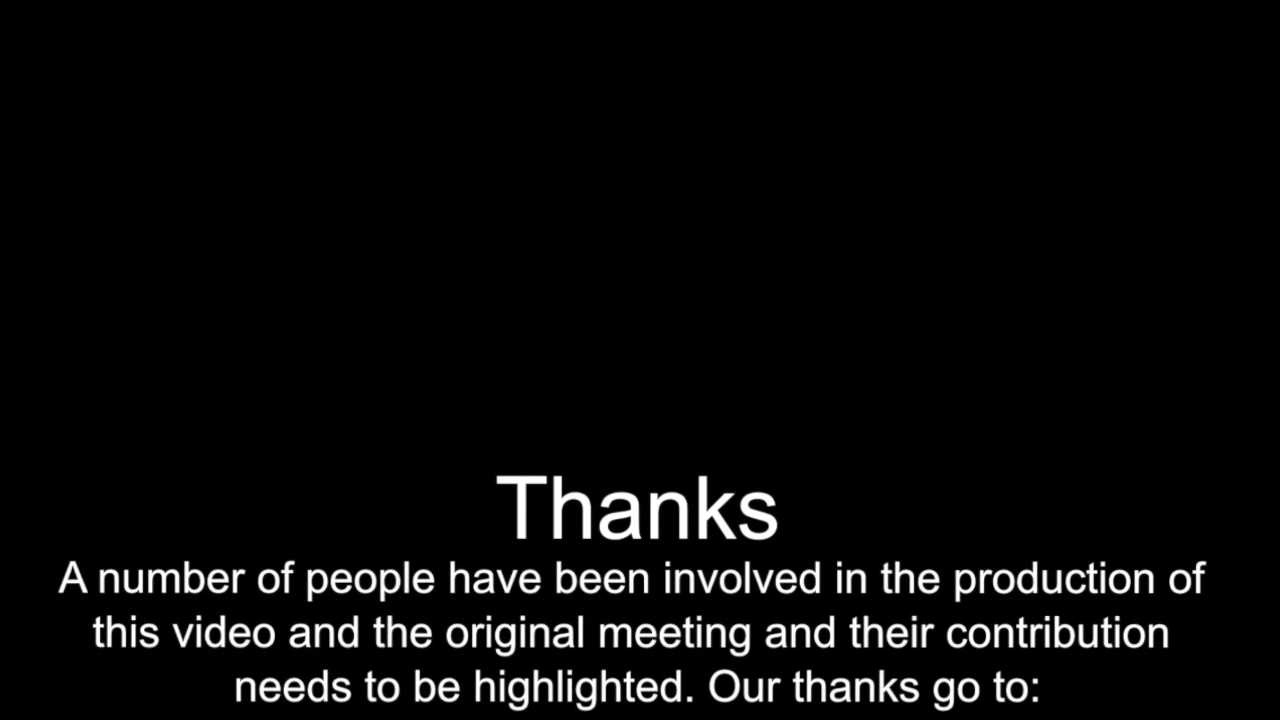 Thanks
A number of people have been involved in the production of
this video and the original meeting and their contribution
needs to be highlighted. Our thanks go to: